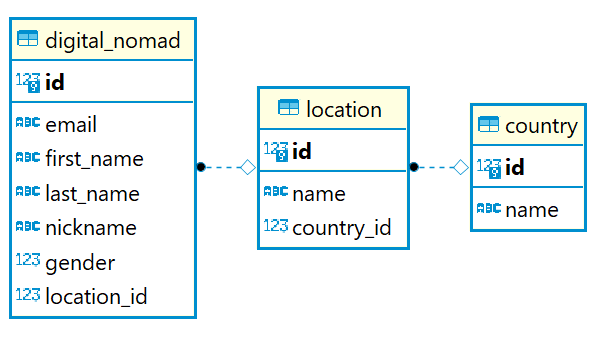 digital_nomad
123 id
ABC email
ABC first_name
ABC last_name
ABC nickname
123 gender
123 location_id
location
123 id
ABC name
123 country_id
country
123 id
ABC name